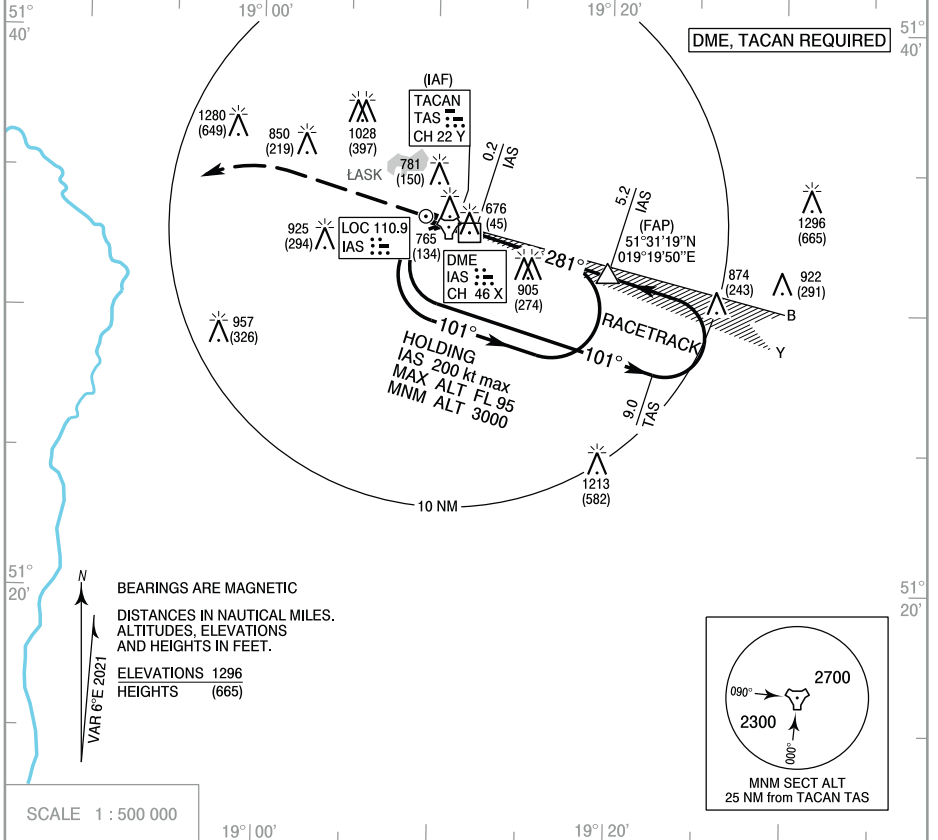 19° 00'
19° 20'
51°
40'
51°
40'
DME, TACAN REQUIRED
(IAF)
TACAN
TAS
CH 22 Y
1280
(649)
850
(219)
1028
(397)
ŁASK
781
(150)
0.2
IAS
5.2
IAS
(FAP)
51°31'19"N
019°19'50"E
1296
(665)
925
(294)
LOC 110.9
IAS
765
(134)
676
(45)
DME
IAS
CH 46 X
905
(274)
281°
874
(243)
922
(291)
B
Y
957
(326)
101°
101°
RACETRACK
HOLDING
IAS 200 kt max
MAX ALT FL 95
MNM ALT 3000
9.0
TAS
1213
(582)
10 NM
51°
20'
51°
20'
N
VAR 6°E 2021
BEARINGS ARE MAGNETIC
DISTANCES IN NAUTICAL MILES.
ALTITUDES, ELEVATIONS
AND HEIGHTS IN FEET.
ELEVATIONS 1296
HEIGHTS (665)
090°
2700
2300
000°
MNM SECT ALT
25 NM from TACAN TAS
SCALE 1 : 500 000
19° 00'
19° 20'